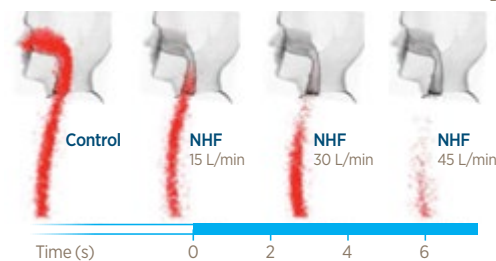 Control
NHF
15 L/min
NHF
30 L/min
NHF
45 L/min
Time (s)
0
2
4
6